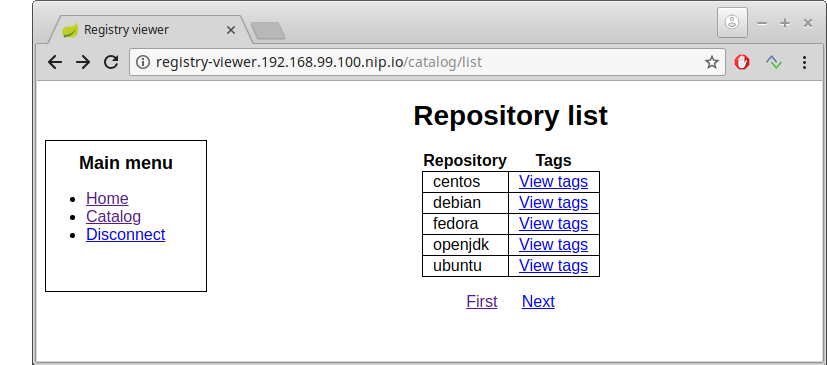 Registry viewer
registry-viewer.192.168.99.100.nip.io/catalog/list
Repository list
Main menu
Home
Catalog
Disconnect
Repository Tags
centos View tags
debian View tags
fedora View tags
openjdk View tags
ubuntu View tags
First Next